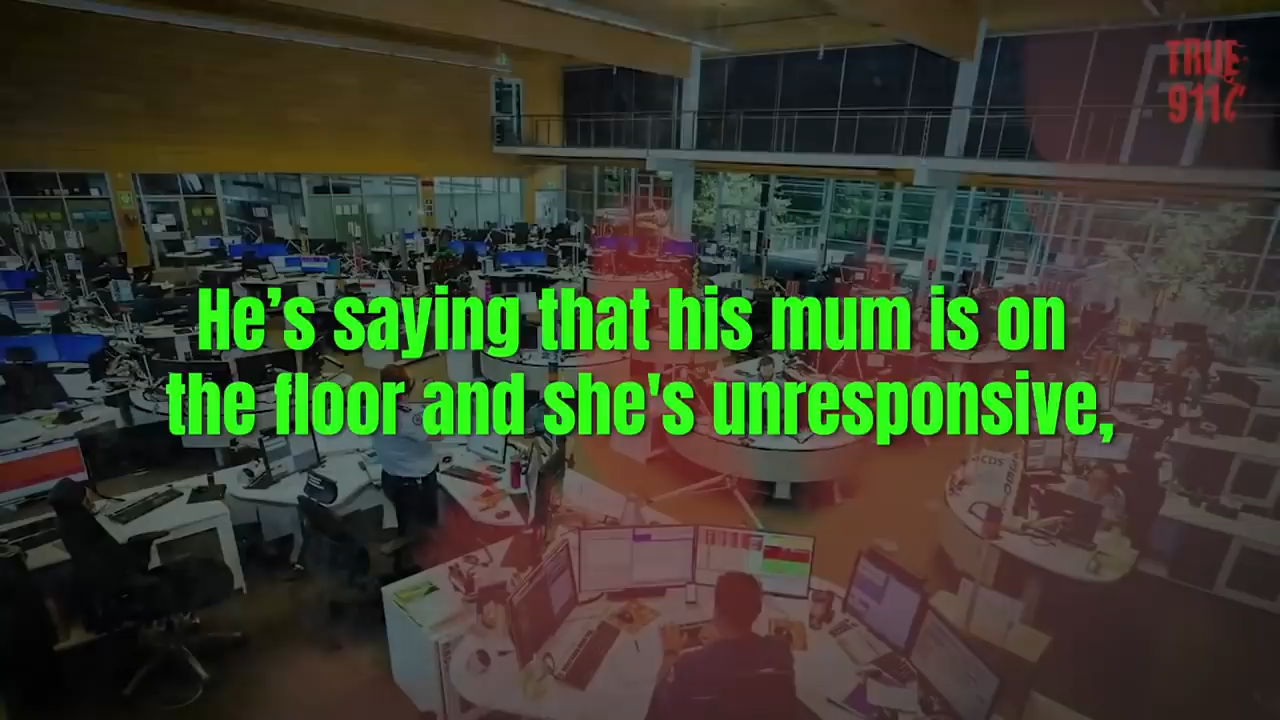 TRUE
911
He’s saying that his mum is on
the floor and she's unresponsive,